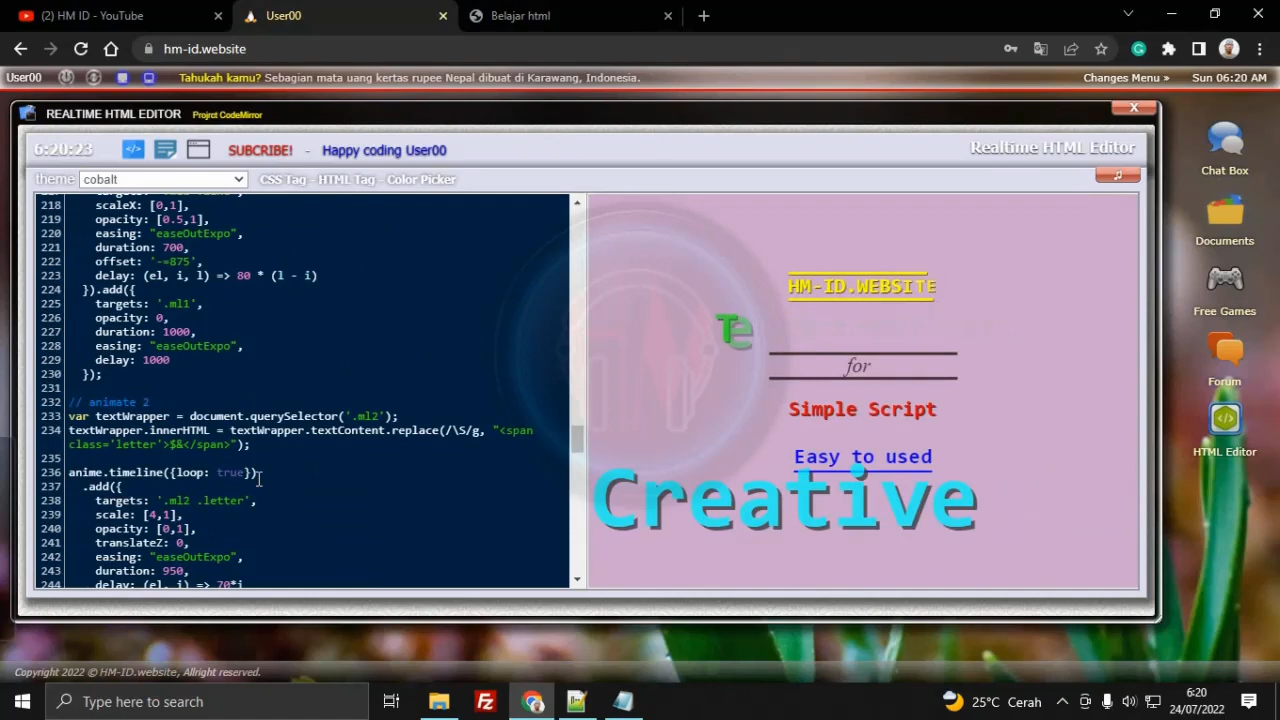 (2) HM ID - YouTube
User00
Belajar html
hm-id.website
User00
Tahukah kamu? Sebagian mata uang kertas rupee Nepal dibuat di Karawang, Indonesia.
Changes Menu »
Sun 06:20 AM
REALTIME HTML EDITOR
Projrct CodeMirror
X
6:20:23
</>
SUBCRIBE! - Happy coding User00
Realtime HTML Editor
theme
cobalt
CSS Tag - HTML Tag - Color Picker
218 scaleX: [0,1],
219 opacity: [0.5,1],
220 easing: "easeOutExpo",
221 duration: 700,
222 offset: '-=875',
223 delay: (el, i, l) => 80 * (l - i)
224 }).add({
225 targets: '.ml1',
226 opacity: 0,
227 duration: 1000,
228 easing: "easeOutExpo",
229 delay: 1000
230 });
231
232 // animate 2
233 var textWrapper = document.querySelector('.ml2');
234 textWrapper.innerHTML = textWrapper.textContent.replace(/\S/g, "<span
class='letter'>$&</span>");
235
236 anime.timeline({loop: true})
237 .add({
238 targets: '.ml2 .letter',
239 scale: [4,1],
240 opacity: [0,1],
241 translateZ: 0,
242 easing: "easeOutExpo",
243 duration: 950,
244 delay: (el, i) => 70*i
HM-ID.WEBSITE
Te
for
Simple Script
Easy to used
Creative
Chat Box
Documents
Free Games
Forum
HTML Editor
Copyright 2022 © HM-ID.website, Allright reserved.
Type here to search
25°C Cerah
6:20
24/07/2022